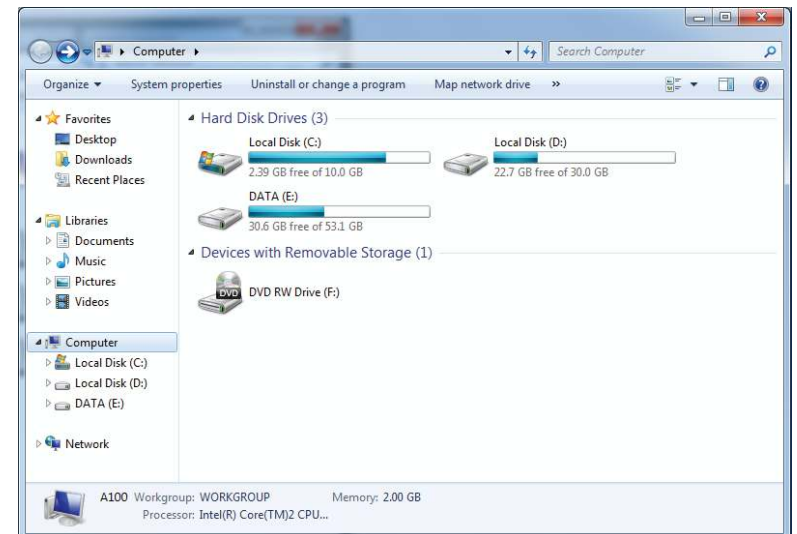 Computer
Search Computer
Organize
System properties
Uninstall or change a program
Map network drive
»
Favorites
Desktop
Downloads
Recent Places
Libraries
Documents
Music
Pictures
Videos
Computer
Local Disk (C:)
Local Disk (D:)
DATA (E:)
Network
Hard Disk Drives (3)
Local Disk (C:)
2.39 GB free of 10.0 GB
Local Disk (D:)
22.7 GB free of 30.0 GB
DATA (E:)
30.6 GB free of 53.1 GB
Devices with Removable Storage (1)
DVD
DVD RW Drive (F:)
A100 Workgroup: WORKGROUP Memory: 2.00 GB
Processor: Intel(R) Core(TM)2 CPU...